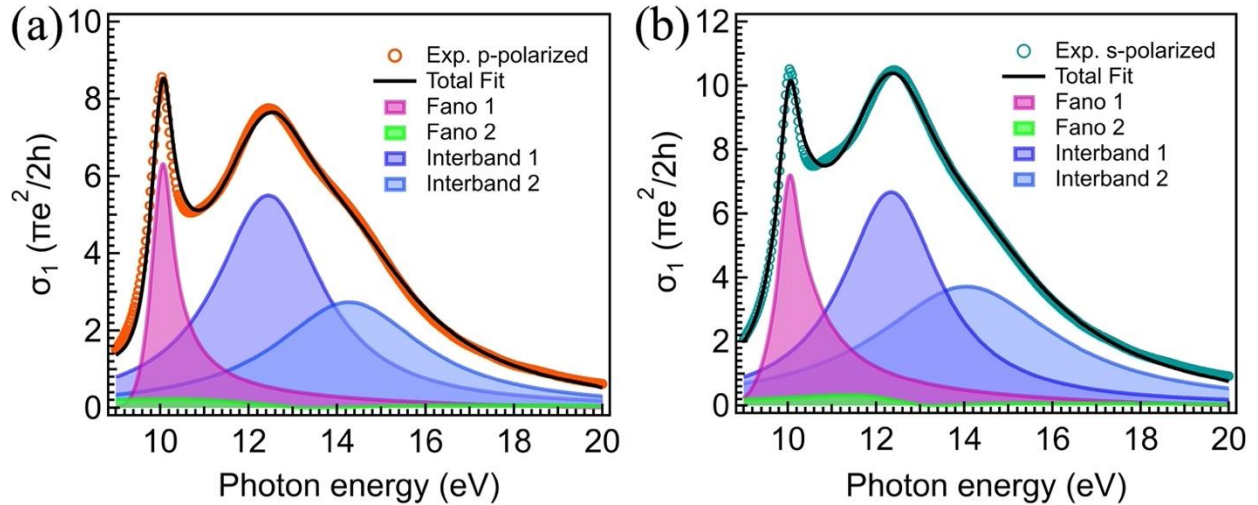 (a)
σ₁ (πe²/2h)
10
8
6
4
2
0
Exp. p-polarized
Total Fit
Fano 1
Fano 2
Interband 1
Interband 2
10 12 14 16 18 20
Photon energy (eV)
(b)
σ₁ (πe²/2h)
12
10
8
6
4
2
0
Exp. s-polarized
Total Fit
Fano 1
Fano 2
Interband 1
Interband 2
10 12 14 16 18 20
Photon energy (eV)